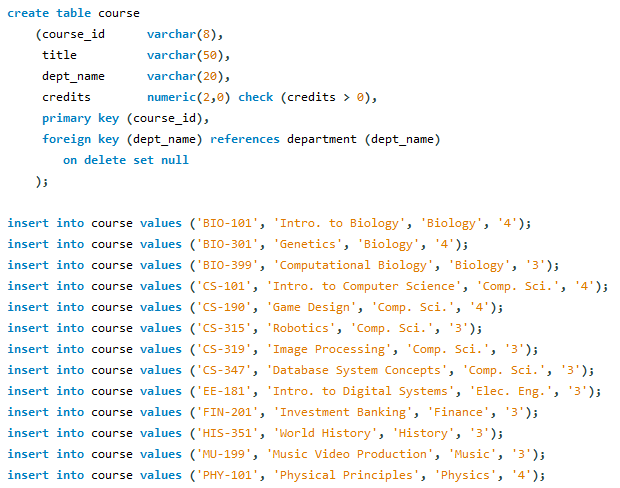 create table course
    (course_id      varchar(8),
     title          varchar(50),
     dept_name      varchar(20),
     credits        numeric(2,0) check (credits > 0),
     primary key (course_id),
     foreign key (dept_name) references department (dept_name)
        on delete set null
    );

insert into course values ('BIO-101', 'Intro. to Biology', 'Biology', '4');
insert into course values ('BIO-301', 'Genetics', 'Biology', '4');
insert into course values ('BIO-399', 'Computational Biology', 'Biology', '3');
insert into course values ('CS-101', 'Intro. to Computer Science', 'Comp. Sci.', '4');
insert into course values ('CS-190', 'Game Design', 'Comp. Sci.', '4');
insert into course values ('CS-315', 'Robotics', 'Comp. Sci.', '3');
insert into course values ('CS-319', 'Image Processing', 'Comp. Sci.', '3');
insert into course values ('CS-347', 'Database System Concepts', 'Comp. Sci.', '3');
insert into course values ('EE-181', 'Intro. to Digital Systems', 'Elec. Eng.', '3');
insert into course values ('FIN-201', 'Investment Banking', 'Finance', '3');
insert into course values ('HIS-351', 'World History', 'History', '3');
insert into course values ('MU-199', 'Music Video Production', 'Music', '3');
insert into course values ('PHY-101', 'Physical Principles', 'Physics', '4');